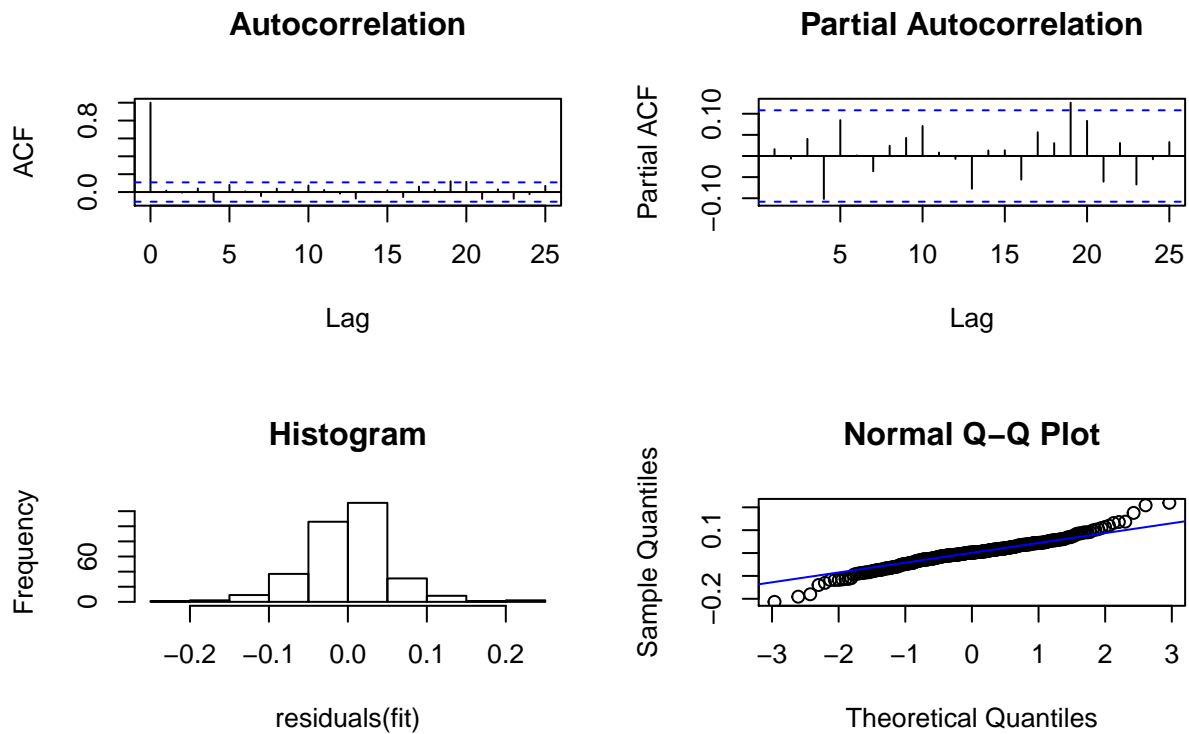 Autocorrelation
ACF
0.0 0.8
0 5 10 15 20 25
Lag
Partial Autocorrelation
Partial ACF
−0.10 0.10
5 10 15 20 25
Lag
Histogram
Frequency
0 60
−0.2 −0.1 0.0 0.1 0.2
residuals(fit)
Normal Q−Q Plot
Sample Quantiles
−0.2 0.1
−3 −2 −1 0 1 2 3
Theoretical Quantiles